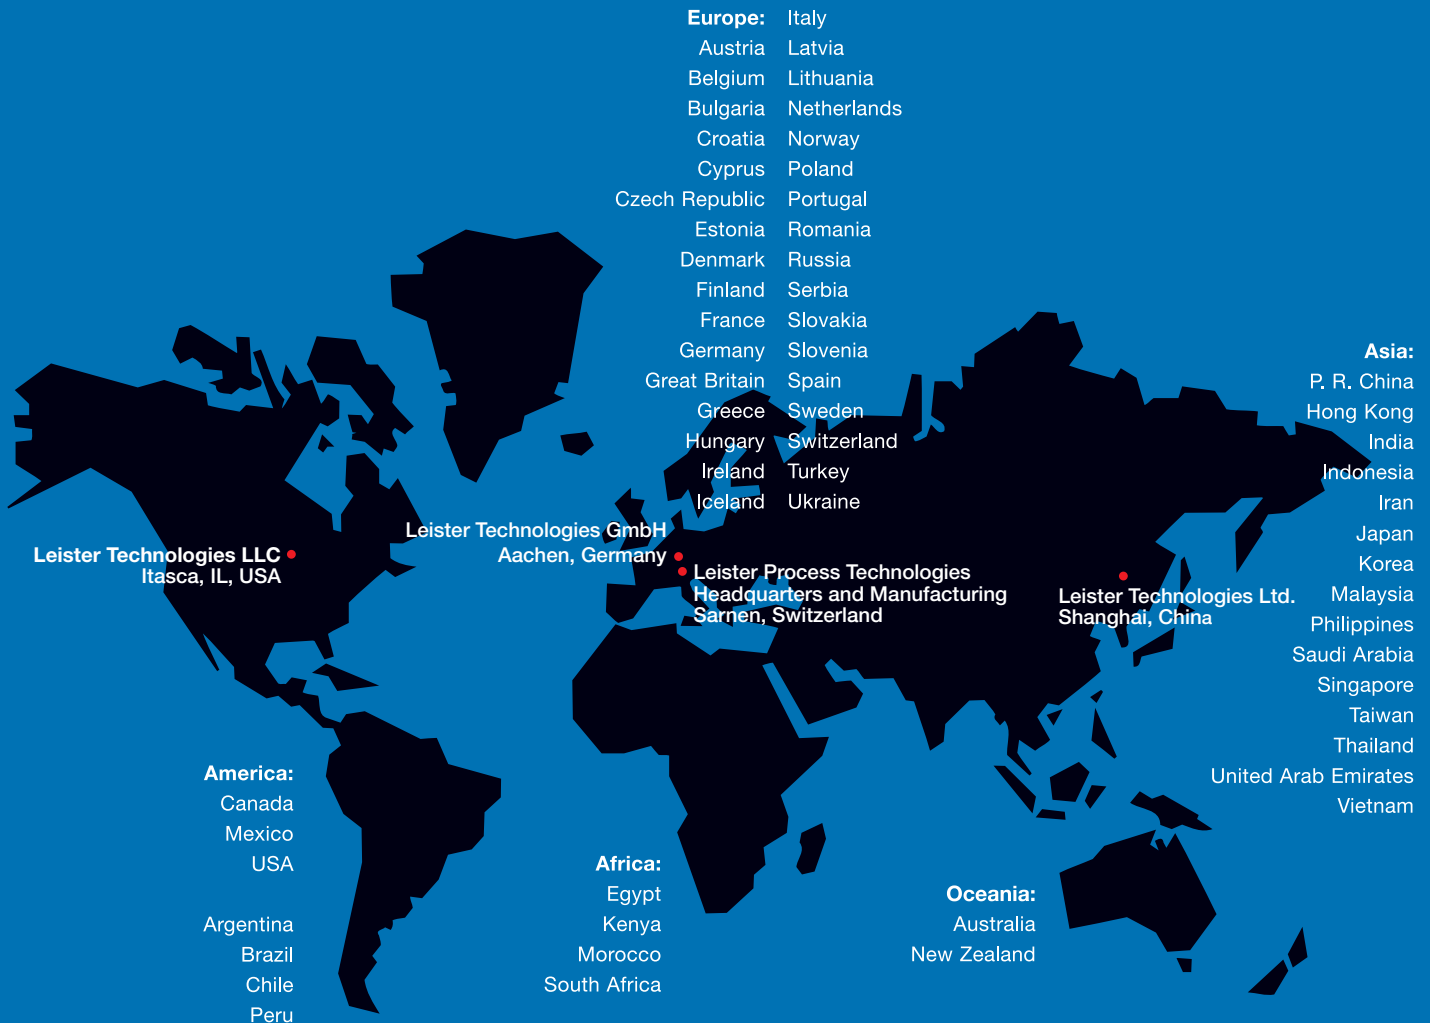 Europe:
Austria
Belgium
Bulgaria
Croatia
Cyprus
Czech Republic
Estonia
Denmark
Finland
France
Germany
Great Britain
Greece
Hungary
Ireland
Iceland
Italy
Latvia
Lithuania
Netherlands
Norway
Poland
Portugal
Romania
Russia
Serbia
Slovakia
Slovenia
Spain
Sweden
Switzerland
Turkey
Ukraine
Asia:
P. R. China
Hong Kong
India
Indonesia
Iran
Japan
Korea
Malaysia
Philippines
Saudi Arabia
Singapore
Taiwan
Thailand
United Arab Emirates
Vietnam
Leister Technologies LLC
Itasca, IL, USA
Leister Technologies GmbH
Aachen, Germany
Leister Process Technologies
Headquarters and Manufacturing
Sarnen, Switzerland
Leister Technologies Ltd.
Shanghai, China
America:
Canada
Mexico
USA
Argentina
Brazil
Chile
Peru
Africa:
Egypt
Kenya
Morocco
South Africa
Oceania:
Australia
New Zealand